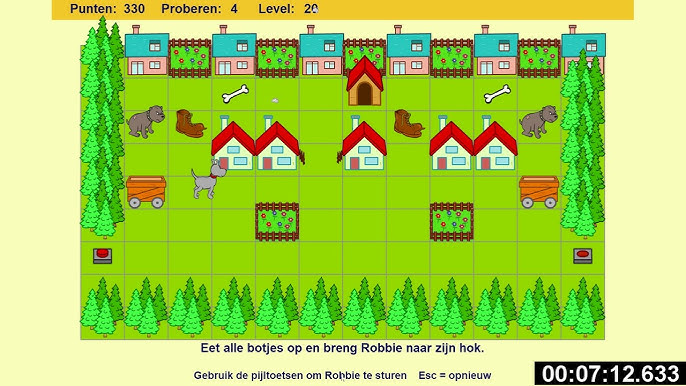 Punten: 330 Proberen: 4 Level: 20
Eet alle botjes op en breng Robbie naar zijn hok.
Gebruik de pijltoetsen om Robbie te sturen Esc = opnieuw
00:07:12.633